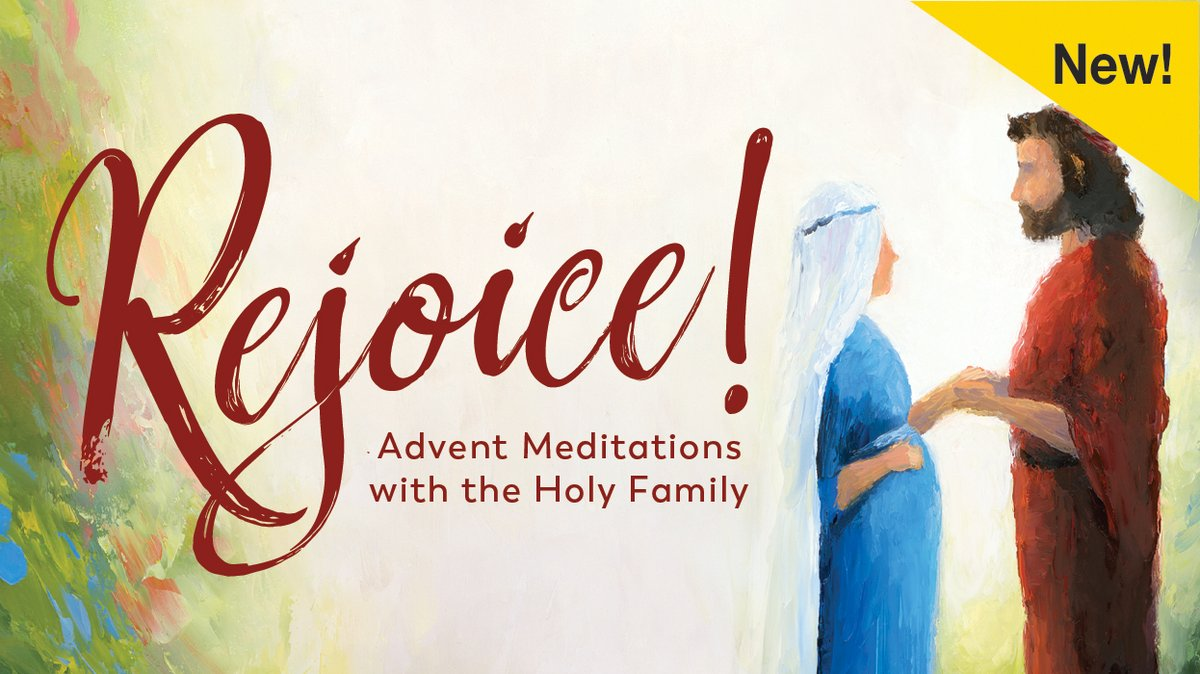 New!
Rejoice!
Advent Meditations
with the Holy Family